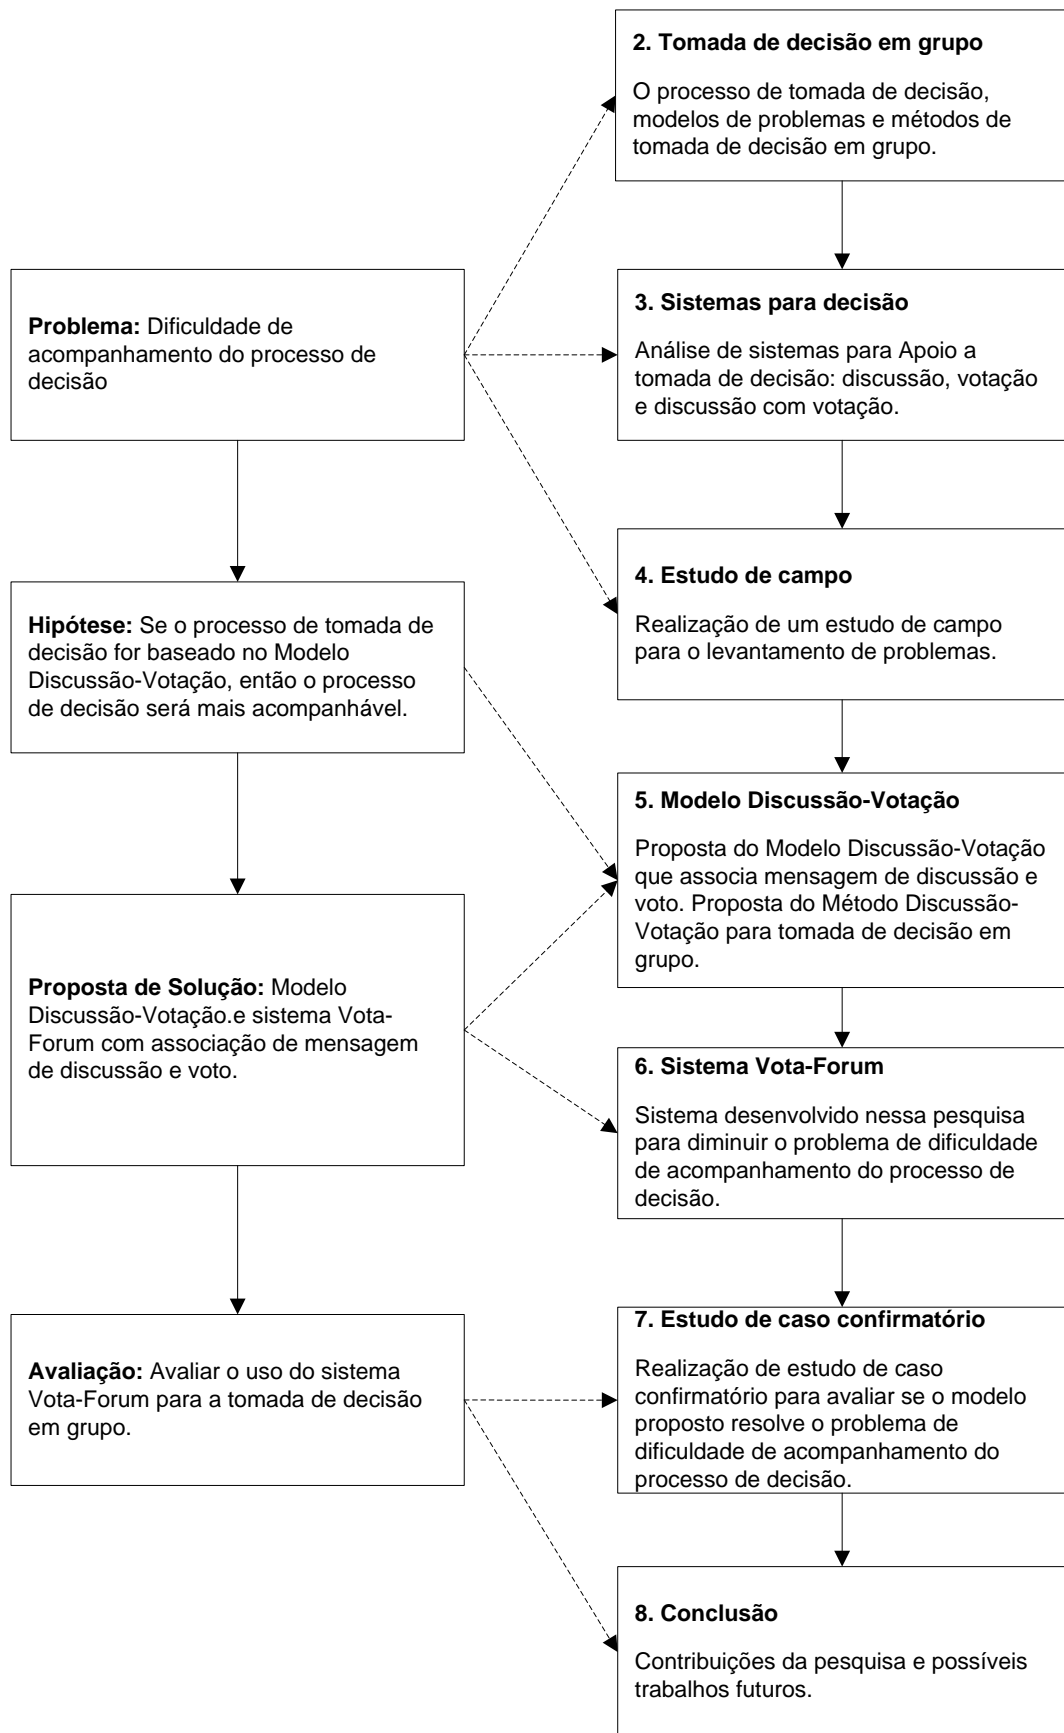 2. Tomada de decisão em grupo
O processo de tomada de decisão,
modelos de problemas e métodos de
tomada de decisão em grupo.
Problema: Dificuldade de
acompanhamento do processo de
decisão
3. Sistemas para decisão
Análise de sistemas para Apoio a
tomada de decisão: discussão, votação
e discussão com votação.
4. Estudo de campo
Realização de um estudo de campo
para o levantamento de problemas.
Hipótese: Se o processo de tomada de
decisão for baseado no Modelo
Discussão-Votação, então o processo
de decisão será mais acompanhável.
5. Modelo Discussão-Votação
Proposta do Modelo Discussão-Votação
que associa mensagem de discussão e
voto. Proposta do Método Discussão-
Votação para tomada de decisão em
grupo.
Proposta de Solução: Modelo
Discussão-Votação.e sistema Vota-
Forum com associação de mensagem
de discussão e voto.
6. Sistema Vota-Forum
Sistema desenvolvido nessa pesquisa
para diminuir o problema de dificuldade
de acompanhamento do processo de
decisão.
Avaliação: Avaliar o uso do sistema
Vota-Forum para a tomada de decisão
em grupo.
7. Estudo de caso confirmatório
Realização de estudo de caso
confirmatório para avaliar se o modelo
proposto resolve o problema de
dificuldade de acompanhamento do
processo de decisão.
8. Conclusão
Contribuições da pesquisa e possíveis
trabalhos futuros.